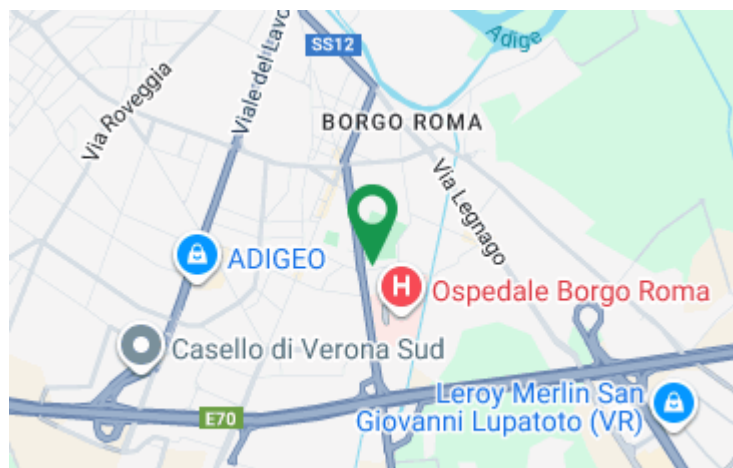 Adige
SS12
Via Roveggia
Viale del Lavo
BORGO ROMA
Via Legnago
ADIGEO
H
Ospedale Borgo Roma
Casello di Verona Sud
Leroy Merlin San
Giovanni Lupatoto (VR)
E70